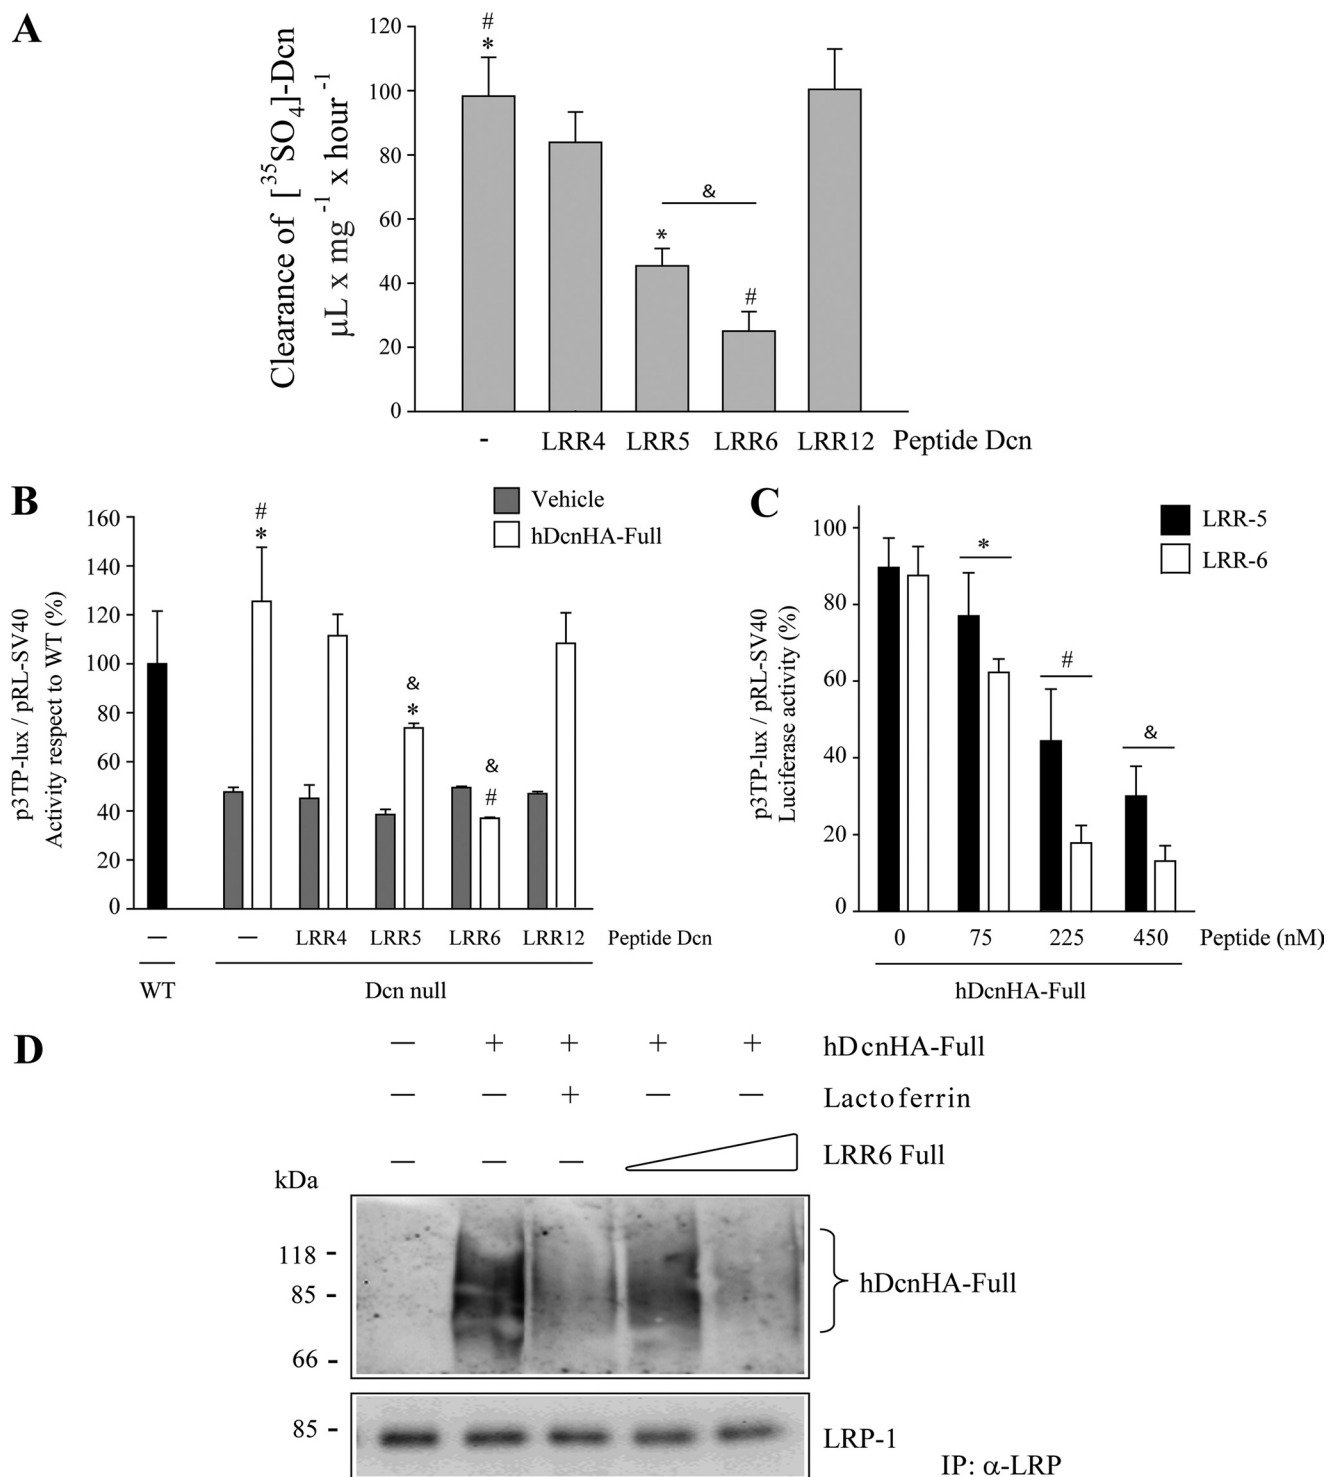 A
Clearance of [³⁵SO₄]-Dcn
µL x mg ⁻¹ x hour⁻¹
120
100
80
60
40
20
0
#
*
&
*
#
- LRR4 LRR5 LRR6 LRR12 Peptide Dcn
B
Vehicle
hDcnHA-Full
p3TP-lux / pRL-SV40
Activity respect to WT (%)
160
140
120
100
80
60
40
20
0
#
*
&
*
&
#
— — LRR4 LRR5 LRR6 LRR12 Peptide Dcn
WT Dcn null
C
LRR-5
LRR-6
p3TP-lux / pRL-SV40
Luciferase activity (%)
100
80
60
40
20
0
*
#
&
0 75 225 450 Peptide (nM)
hDcnHA-Full
D
— + + + + hDcnHA-Full
— — + — — Lactoferrin
— — — LRR6 Full
kDa
118 -
85 -
66 -
hDcnHA-Full
85 -
LRP-1
IP: α-LRP